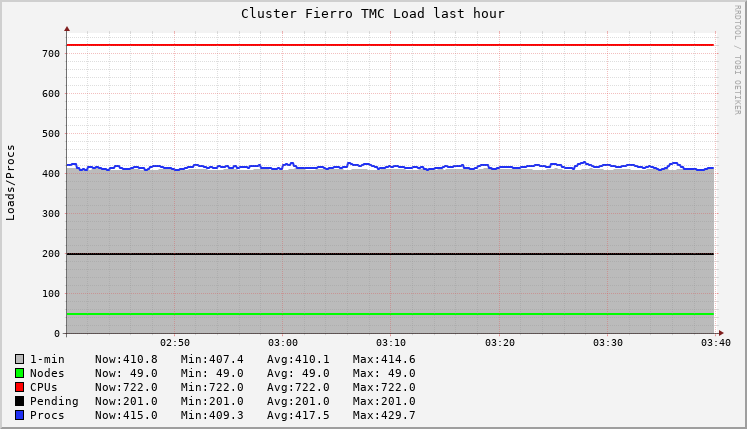 Cluster Fierro TMC Load last hour
RRDTOOL / TOBI OETIKER
Loads/Procs
700
600
500
400
300
200
100
0
02:50 03:00 03:10 03:20 03:30 03:40
1-min Now:410.8 Min:407.4 Avg:410.1 Max:414.6
Nodes Now: 49.0 Min: 49.0 Avg: 49.0 Max: 49.0
CPUs Now:722.0 Min:722.0 Avg:722.0 Max:722.0
Pending Now:201.0 Min:201.0 Avg:201.0 Max:201.0
Procs Now:415.0 Min:409.3 Avg:417.5 Max:429.7